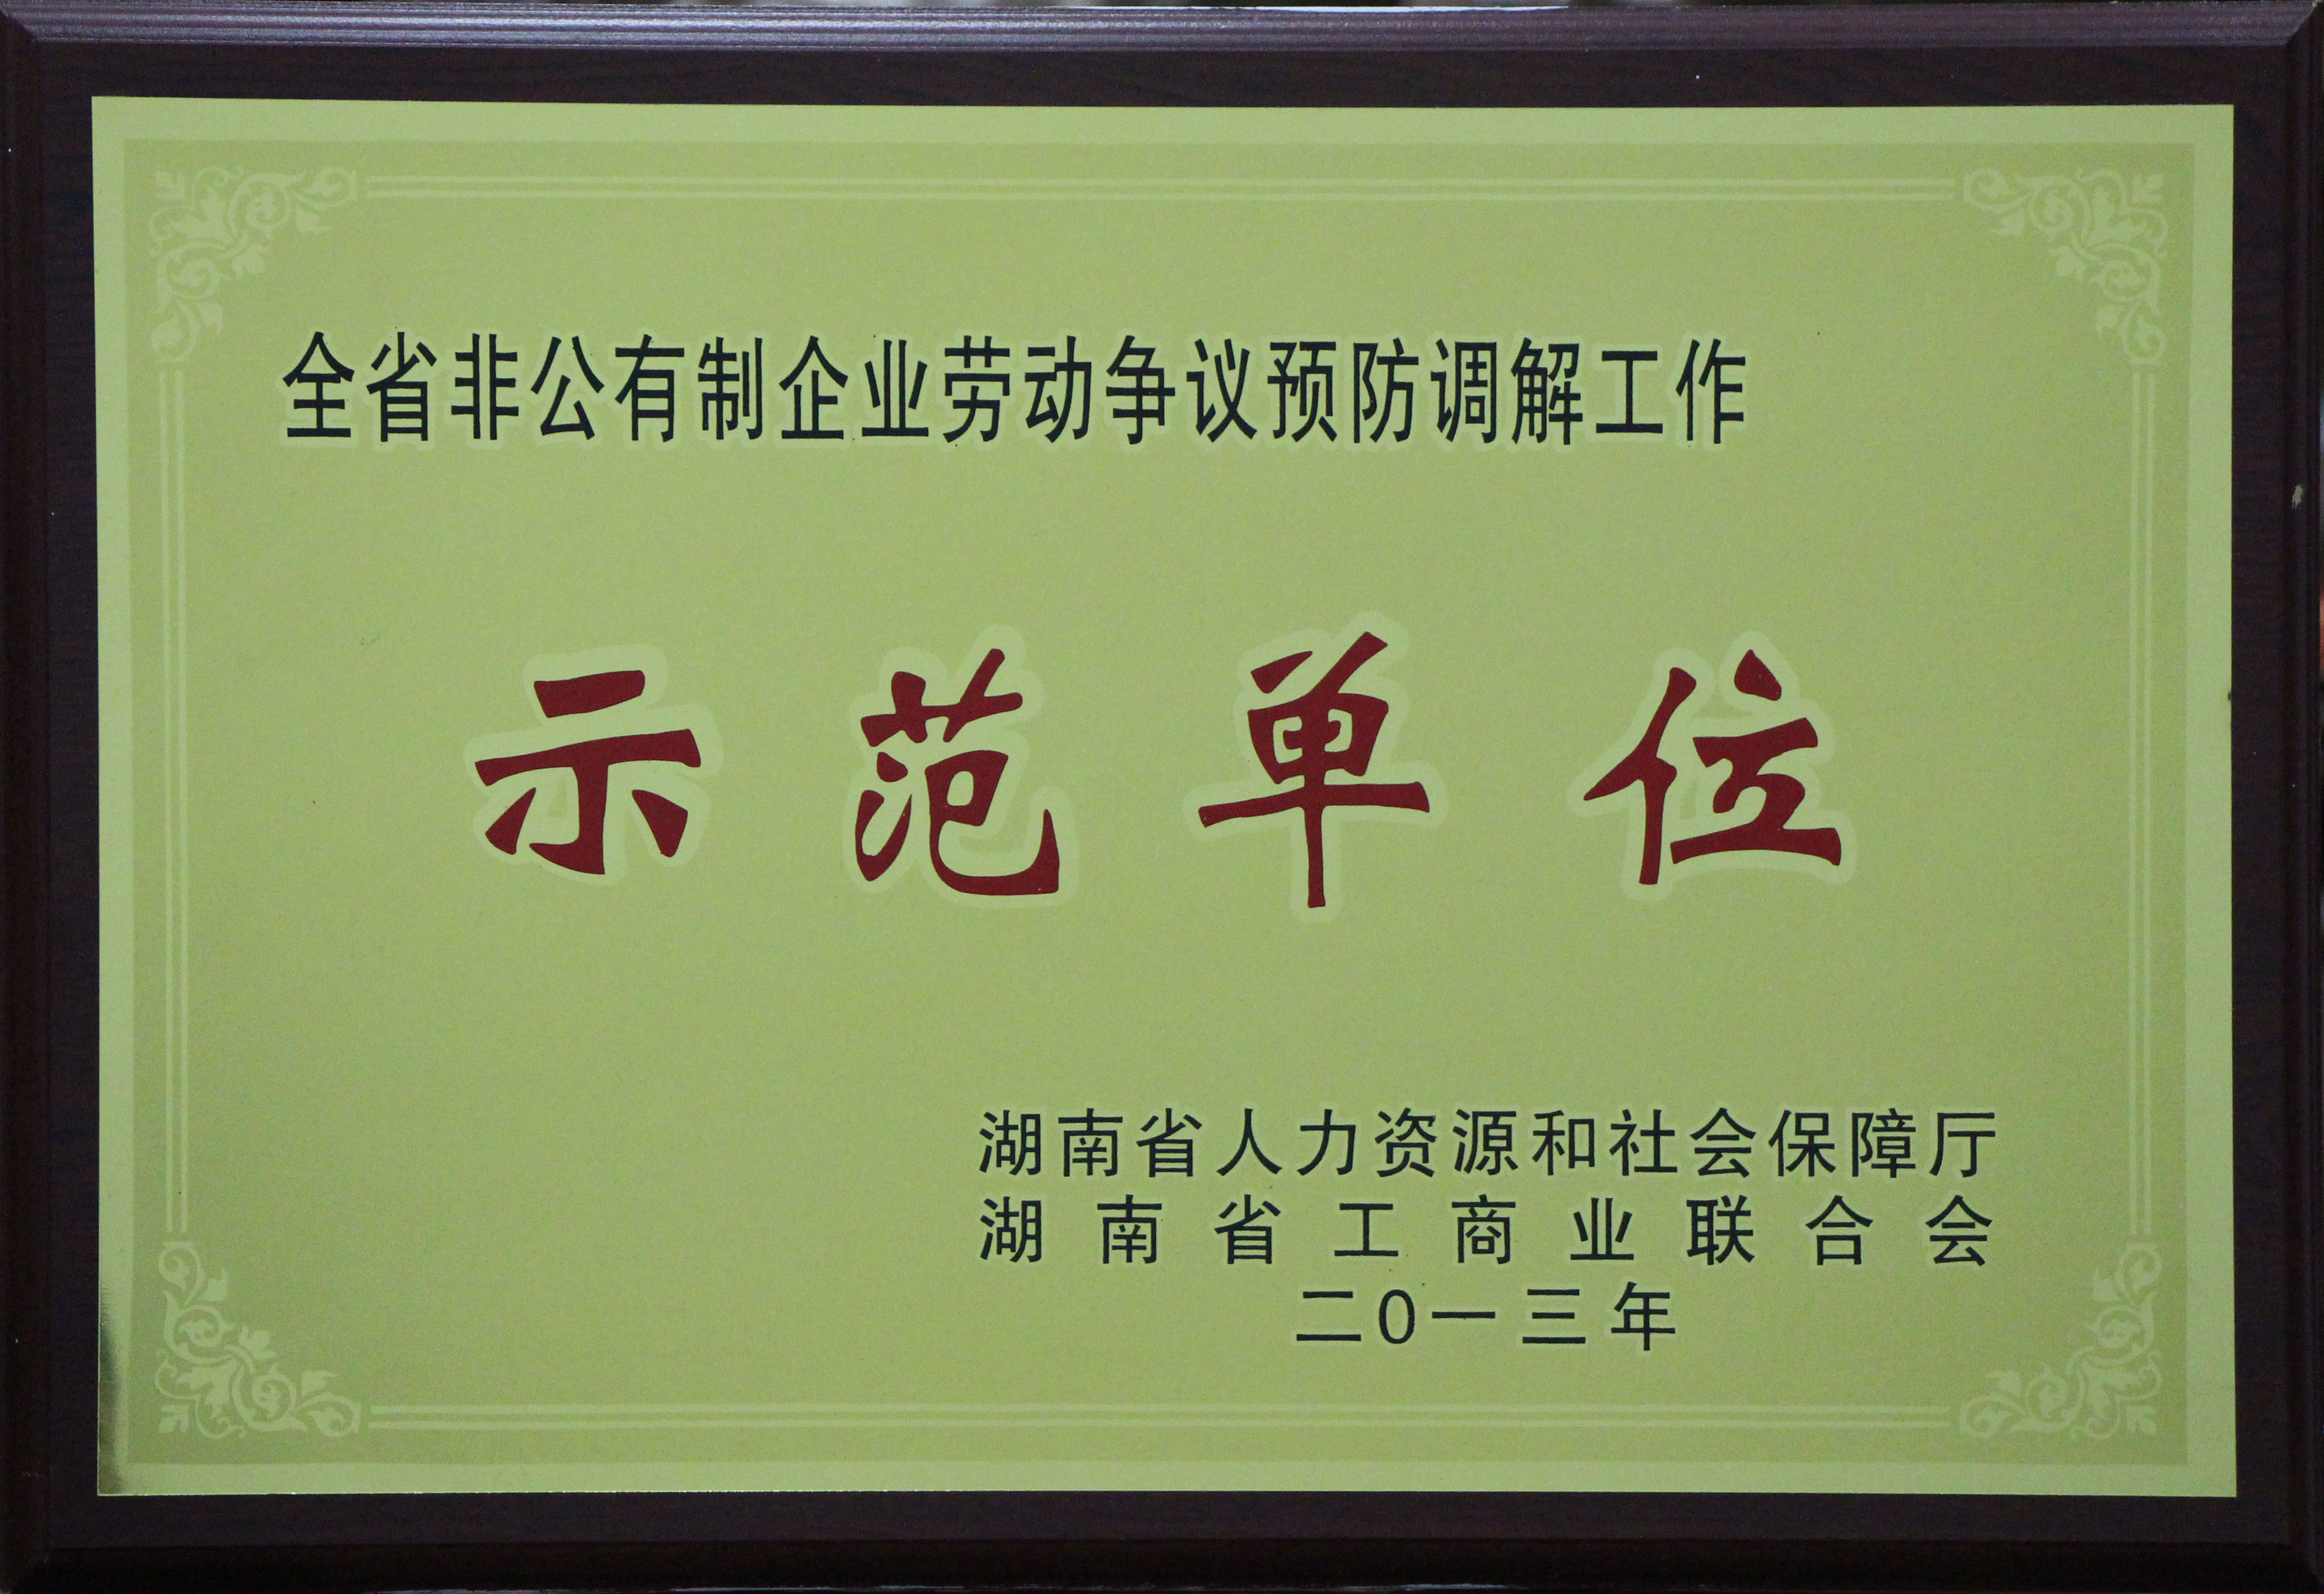 全省非公有制企业劳动争议预防调解工作
示范单位
湖南省人力资源和社会保障厅
湖南省工商业联合会
二0一三年